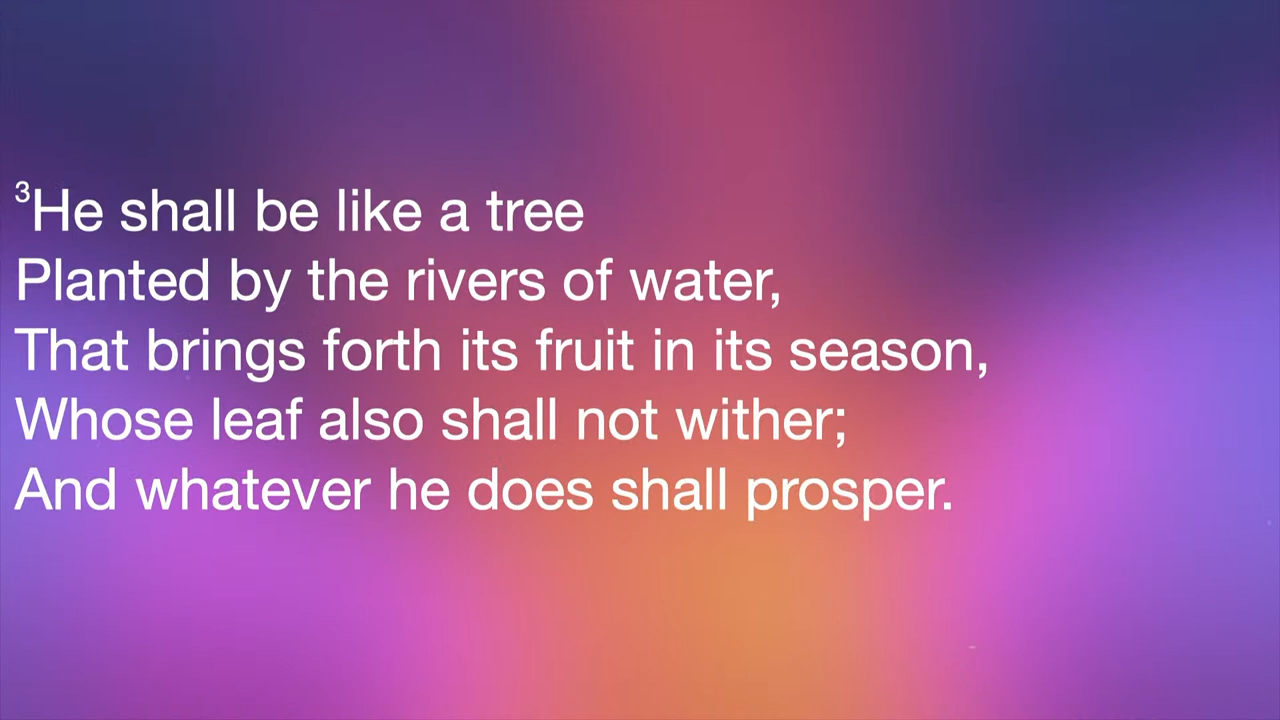 ³He shall be like a tree
Planted by the rivers of water,
That brings forth its fruit in its season,
Whose leaf also shall not wither;
And whatever he does shall prosper.